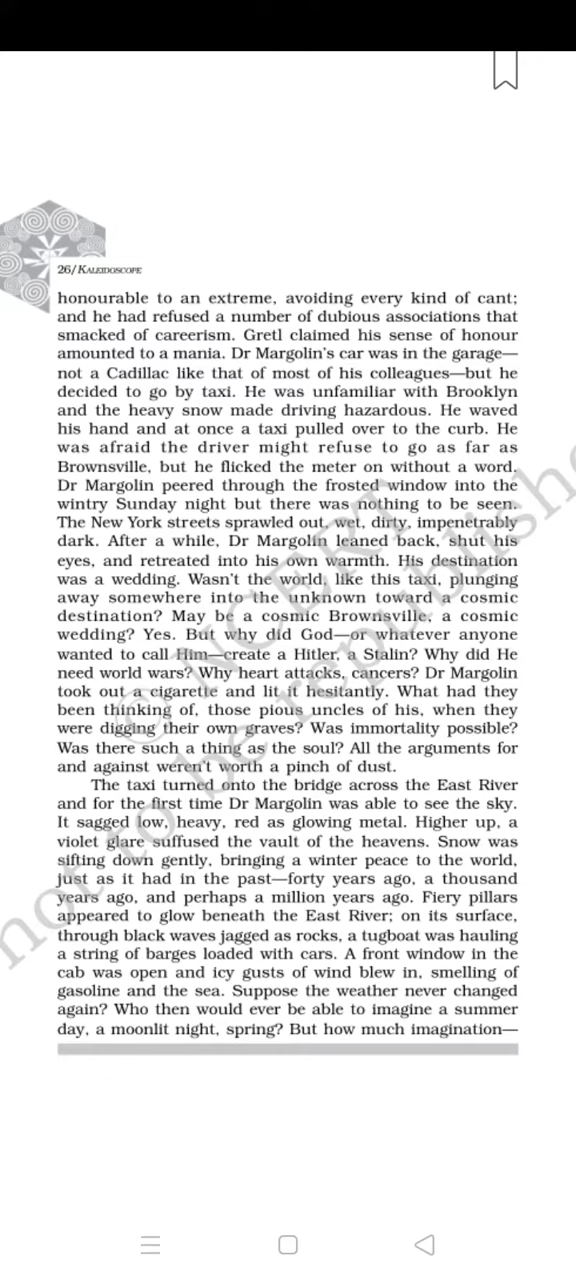 26/KALEIDOSCOPE
honourable to an extreme, avoiding every kind of cant;
and he had refused a number of dubious associations that
smacked of careerism. Gretl claimed his sense of honour
amounted to a mania. Dr Margolin's car was in the garage—
not a Cadillac like that of most of his colleagues—but he
decided to go by taxi. He was unfamiliar with Brooklyn
and the heavy snow made driving hazardous. He waved
his hand and at once a taxi pulled over to the curb. He
was afraid the driver might refuse to go as far as
Brownsville, but he flicked the meter on without a word.
Dr Margolin peered through the frosted window into the
wintry Sunday night but there was nothing to be seen.
The New York streets sprawled out, wet, dirty, impenetrably
dark. After a while, Dr Margolin leaned back, shut his
eyes, and retreated into his own warmth. His destination
was a wedding. Wasn't the world, like this taxi, plunging
away somewhere into the unknown toward a cosmic
destination? May be a cosmic Brownsville, a cosmic
wedding? Yes. But why did God—or whatever anyone
wanted to call Him—create a Hitler, a Stalin? Why did He
need world wars? Why heart attacks, cancers? Dr Margolin
took out a cigarette and lit it hesitantly. What had they
been thinking of, those pious uncles of his, when they
were digging their own graves? Was immortality possible?
Was there such a thing as the soul? All the arguments for
and against weren't worth a pinch of dust.
The taxi turned onto the bridge across the East River
and for the first time Dr Margolin was able to see the sky.
It sagged low, heavy, red as glowing metal. Higher up, a
violet glare suffused the vault of the heavens. Snow was
sifting down gently, bringing a winter peace to the world,
just as it had in the past—forty years ago, a thousand
years ago, and perhaps a million years ago. Fiery pillars
appeared to glow beneath the East River; on its surface,
through black waves jagged as rocks, a tugboat was hauling
a string of barges loaded with cars. A front window in the
cab was open and icy gusts of wind blew in, smelling of
gasoline and the sea. Suppose the weather never changed
again? Who then would ever be able to imagine a summer
day, a moonlit night, spring? But how much imagination—
© NCERT
not to be republished